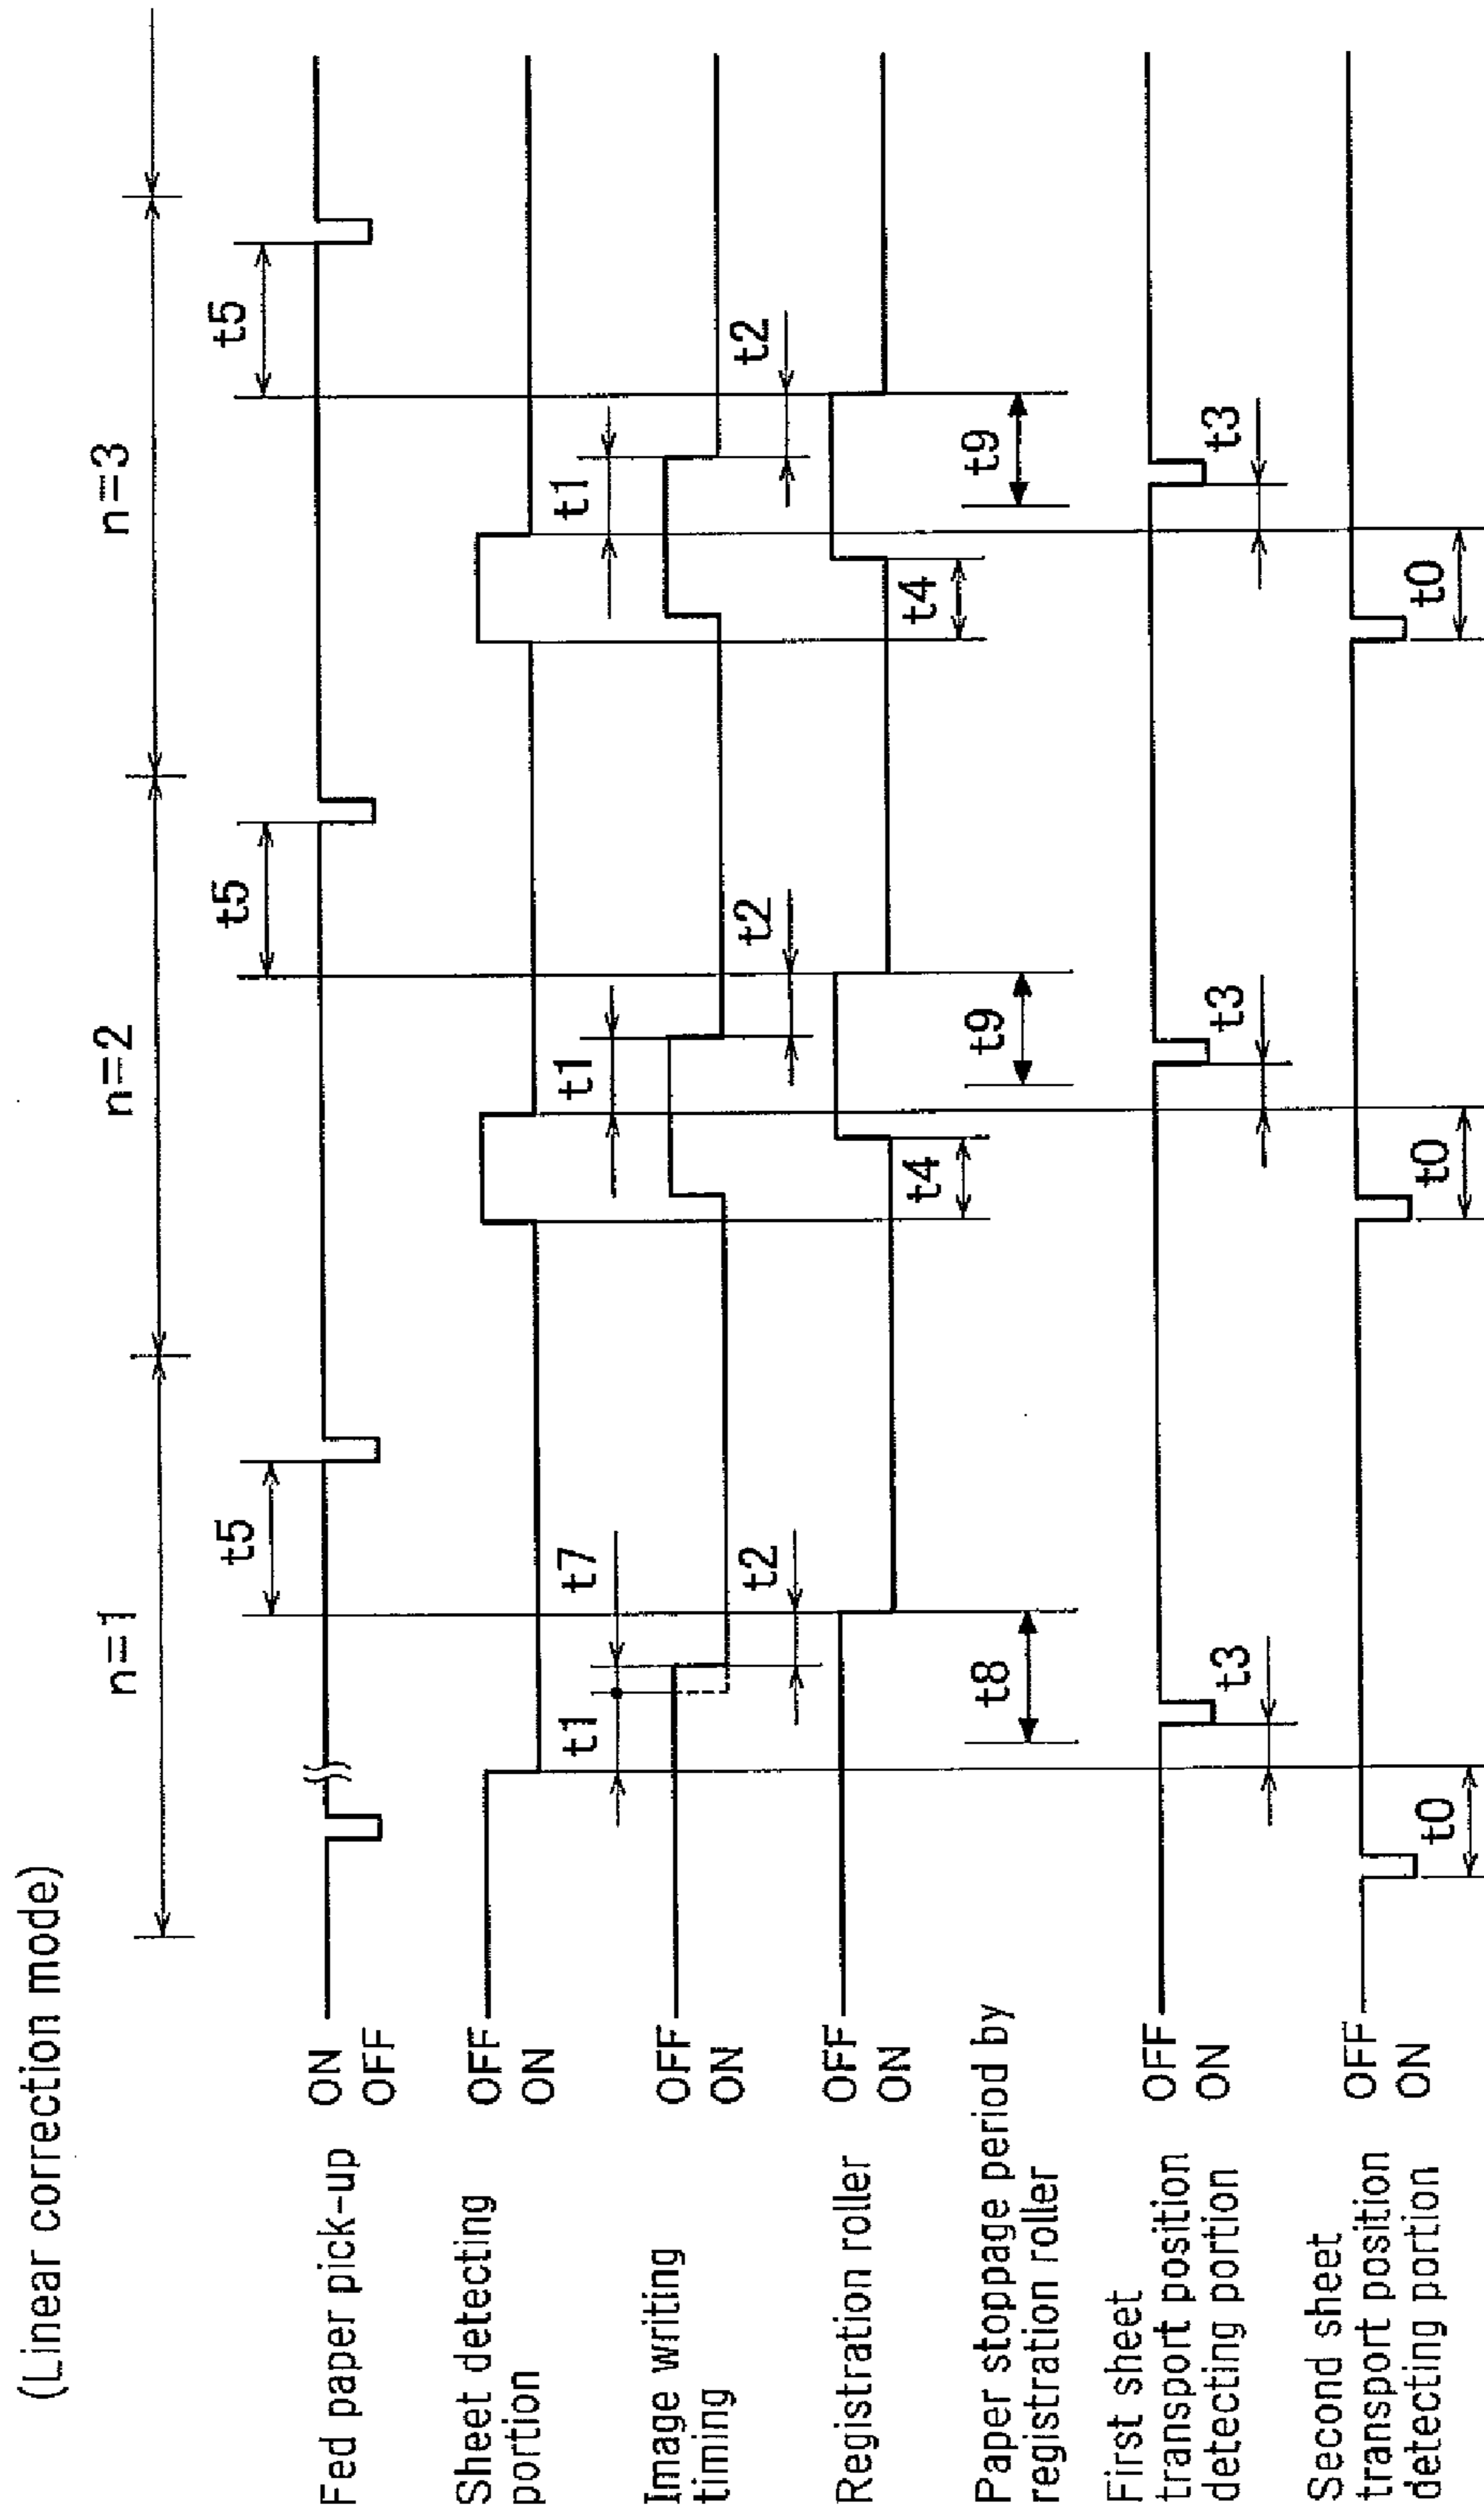 (Linear correction mode)
n=1
n=2
n=3
t5
t5
t5
Fed paper pick-up
ON
OFF
Sheet detecting
portion
OFF
ON
t1
t7
t1
t1
Image writing
timing
OFF
ON
t2
t2
t2
Registration roller
OFF
ON
t4
t4
Paper stoppage period by
registration roller
t8
t9
t9
First sheet
transport position
detecting portion
OFF
ON
t3
t3
t3
Second sheet
transport position
detecting portion
OFF
ON
t0
t0
t0